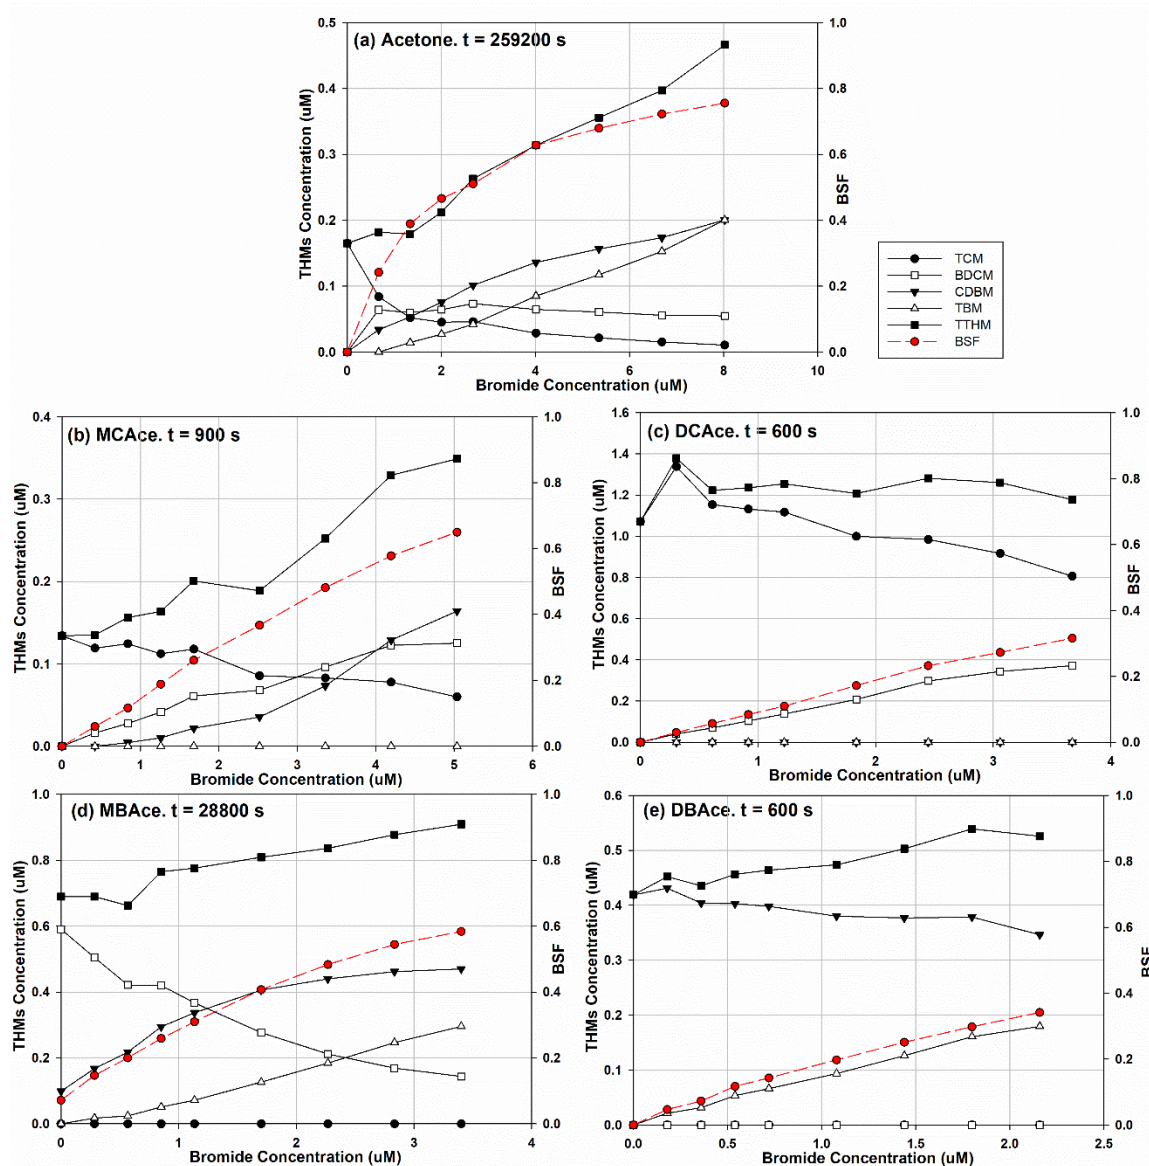 (a) Acetone. t = 259200 s
THMs Concentration (uM)
0.5
0.4
0.3
0.2
0.1
0.0
1.0
0.8
0.6
0.4
0.2
0.0
BSF
0 2 4 6 8 10
Bromide Concentration (uM)
TCM
BDCM
CDBM
TBM
TTHM
BSF
(b) MCAce. t = 900 s
THMs Concentration (uM)
0.4
0.3
0.2
0.1
0.0
1.0
0.8
0.6
0.4
0.2
0.0
BSF
0 1 2 3 4 5 6
Bromide Concentration (uM)
(c) DCAce. t = 600 s
THMs Concentration (uM)
1.6
1.4
1.2
1.0
0.8
0.6
0.4
0.2
0.0
1.0
0.8
0.6
0.4
0.2
0.0
BSF
0 1 2 3 4
Bromide Concentration (uM)
(d) MBAce. t = 28800 s
THMs Concentration (uM)
1.0
0.8
0.6
0.4
0.2
0.0
1.0
0.8
0.6
0.4
0.2
0.0
BSF
0 1 2 3 4
Bromide Concentration (uM)
(e) DBAce. t = 600 s
THMs Concentration (uM)
0.6
0.5
0.4
0.3
0.2
0.1
0.0
1.0
0.8
0.6
0.4
0.2
0.0
BSF
0.0 0.5 1.0 1.5 2.0 2.5
Bromide Concentration (uM)